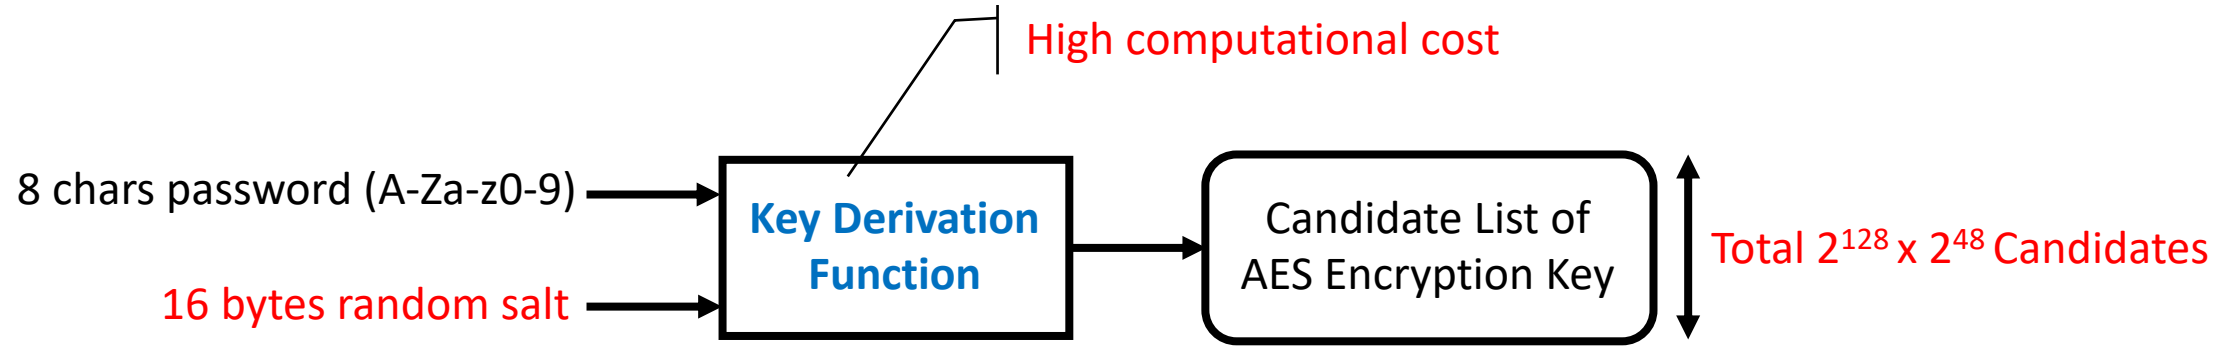 High computational cost
8 chars password (A-Za-z0-9)
16 bytes random salt
Key Derivation
Function
Candidate List of
AES Encryption Key
Total 2¹²⁸ x 2⁴⁸ Candidates